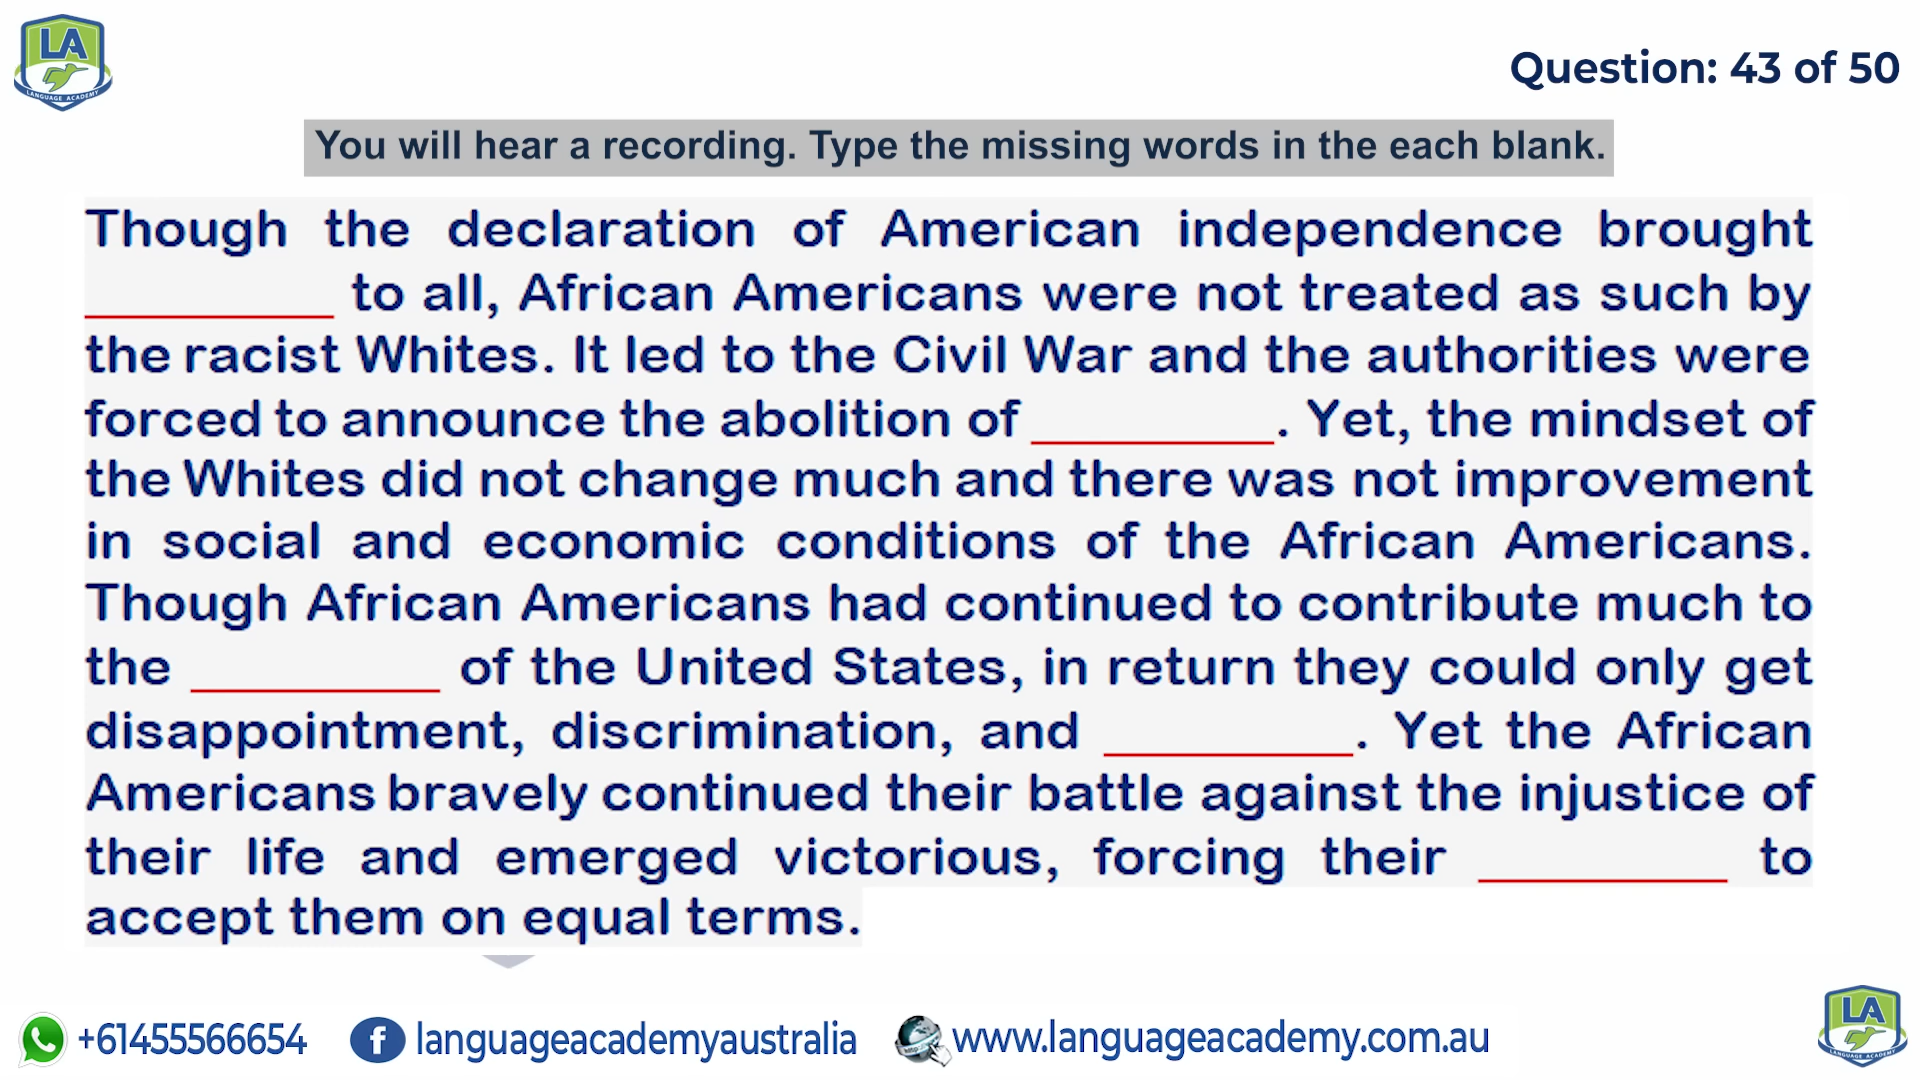 LA
LANGUAGE ACADEMY
Question: 43 of 50
You will hear a recording. Type the missing words in the each blank.
Though the declaration of American independence brought
__________ to all, African Americans were not treated as such by
the racist Whites. It led to the Civil War and the authorities were
forced to announce the abolition of __________. Yet, the mindset of
the Whites did not change much and there was not improvement
in social and economic conditions of the African Americans.
Though African Americans had continued to contribute much to
the __________ of the United States, in return they could only get
disappointment, discrimination, and __________. Yet the African
Americans bravely continued their battle against the injustice of
their life and emerged victorious, forcing their __________ to
accept them on equal terms.
+61455566654
f languageacademyaustralia
http
www.languageacademy.com.au
LA
LANGUAGE ACADEMY